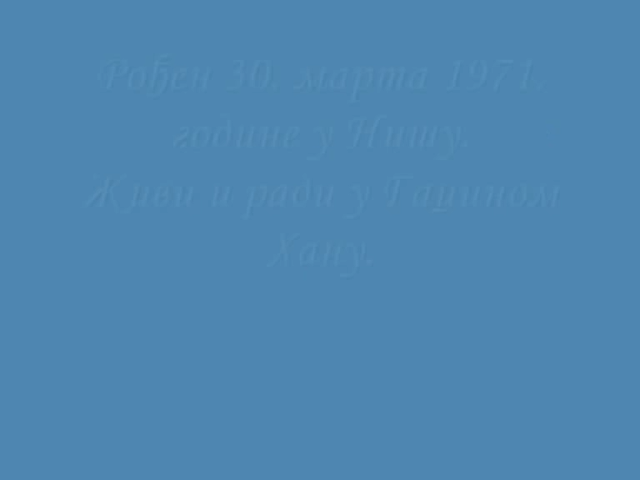 Рођен 30. марта 1971.
године у Нишу.
Живи и ради у Гаџином
Хану.